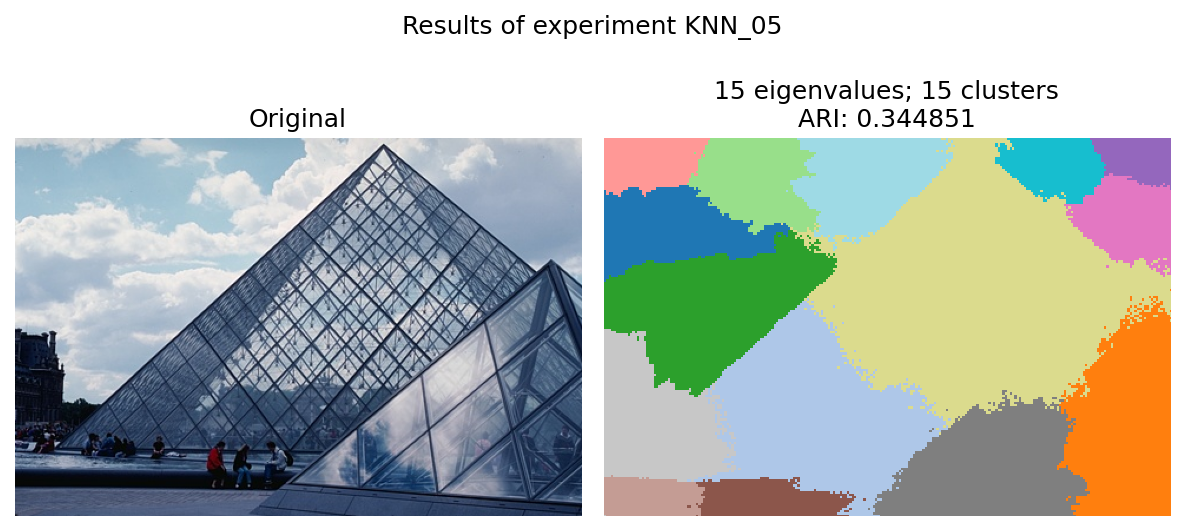 Results of experiment KNN_05
Original
15 eigenvalues; 15 clusters
ARI: 0.344851